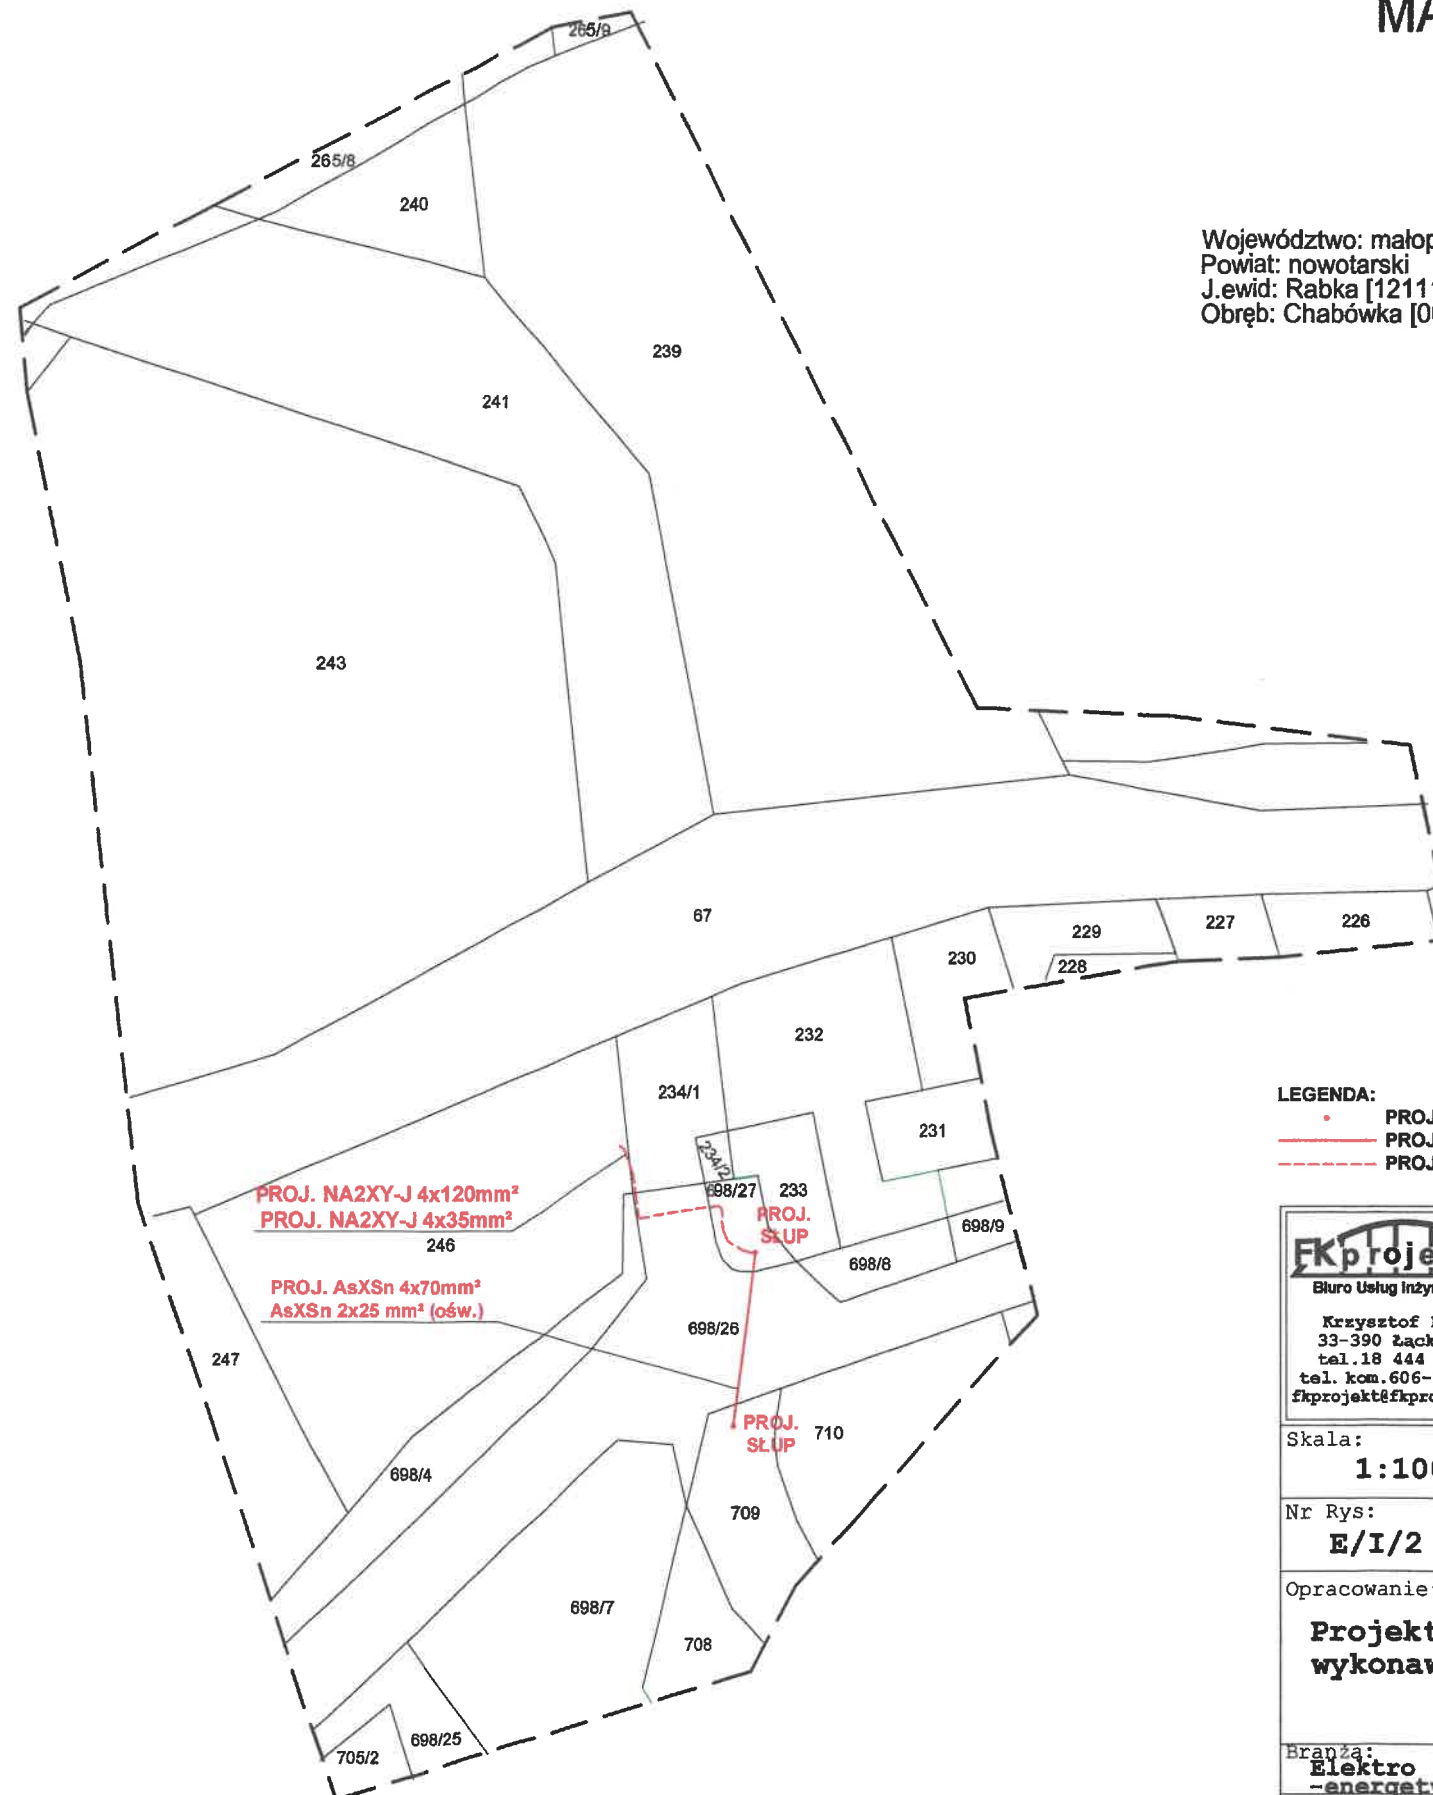 MA
265/9
265/8
240
Województwo: małop
Powiat: nowotarski
J.ewid: Rabka [1211
Obręb: Chabówka [0
239
241
243
67
226
227
229
228
230
232
234/1
231
234/2
698/27
233
LEGENDA:
PROJ
PROJ
PROJ
PROJ. NA2XY-J 4x120mm²
PROJ. NA2XY-J 4x35mm²
246
PROJ.
SŁUP
698/9
698/8
PROJ. AsXSn 4x70mm²
AsXSn 2x25 mm² (ośw.)
698/26
247
PROJ.
SŁUP
710
698/4
709
698/7
708
698/25
705/2
FKproje
Biuro Usług Inży
Krzysztof
33-390 Łąck
tel.18 444
tel. kom.606-
fkprojekt@fkpro
Skala:
1:100
Nr Rys:
E/I/2
Opracowanie
Projekt
wykonaw
Branża:
Elektro
-energety